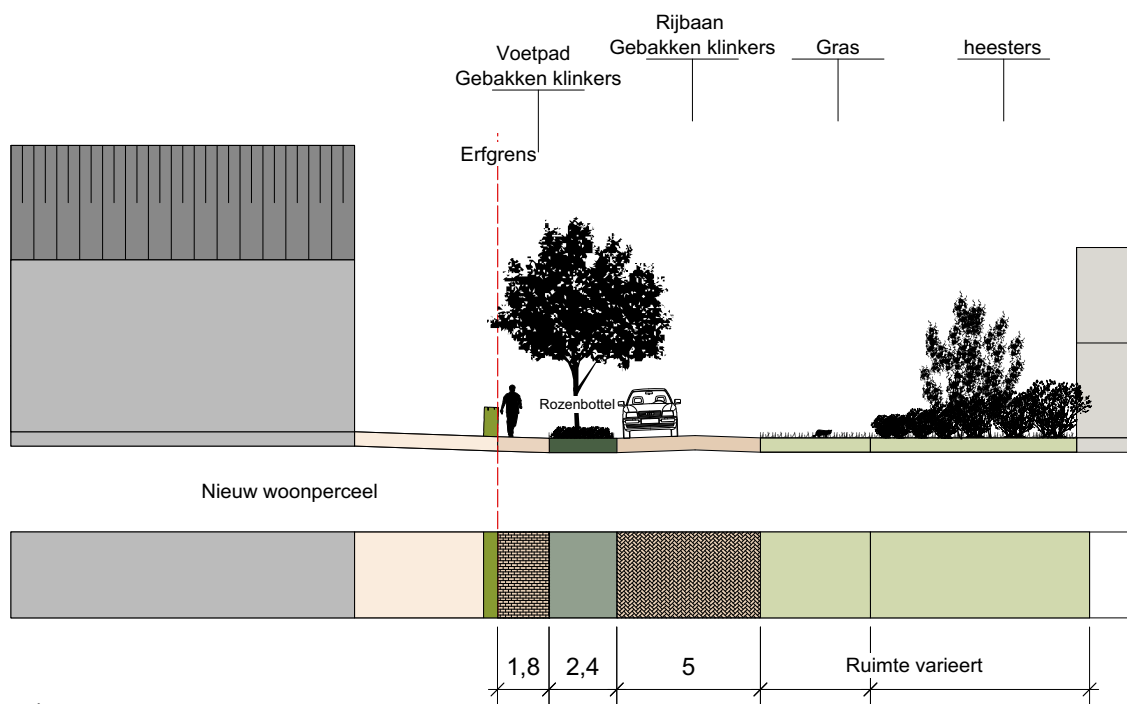 Voetpad
Gebakken klinkers
Rijbaan
Gebakken klinkers
Gras
heesters
Erfgrens
Rozenbottel
Nieuw woonperceel
1,8
2,4
5
Ruimte varieert